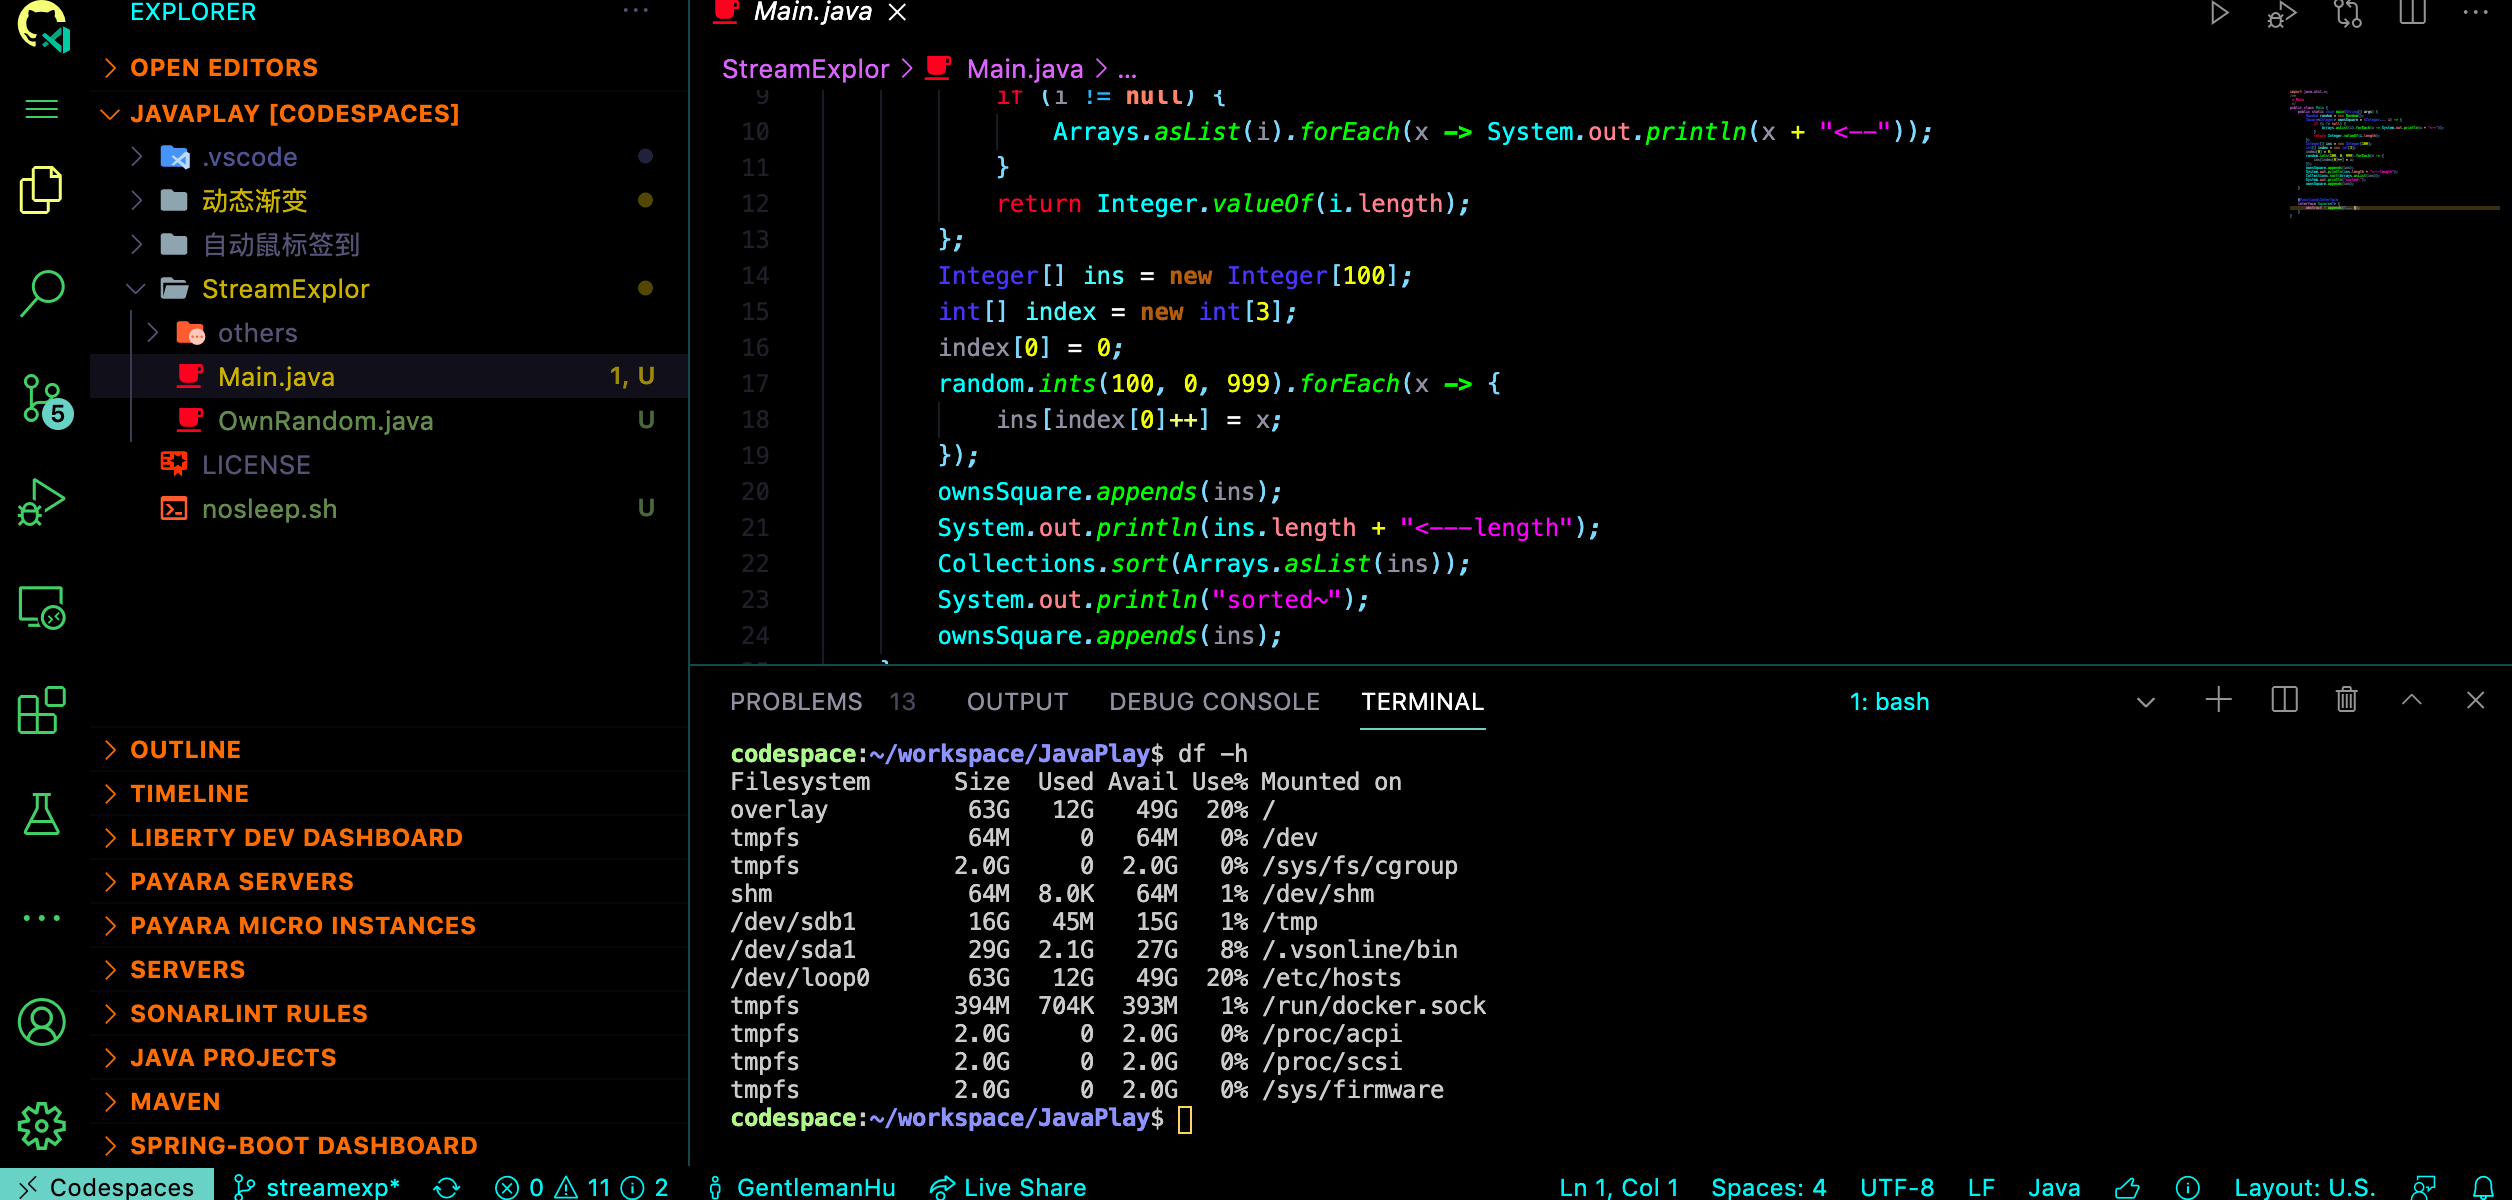 EXPLORER
OPEN EDITORS
JAVAPLAY [CODESPACES]
.vscode
动态渐变
自动鼠标签到
StreamExplor
others
Main.java 1, U
OwnRandom.java U
LICENSE
nosleep.sh U
5
OUTLINE
TIMELINE
LIBERTY DEV DASHBOARD
PAYARA SERVERS
PAYARA MICRO INSTANCES
SERVERS
SONARLINT RULES
JAVA PROJECTS
MAVEN
SPRING-BOOT DASHBOARD
Main.java
StreamExplor > Main.java > ...
9 if (i != null) {
10 Arrays.asList(i).forEach(x -> System.out.println(x + "<--"));
11 }
12 return Integer.valueOf(i.length);
13 };
14 Integer[] ins = new Integer[100];
15 int[] index = new int[3];
16 index[0] = 0;
17 random.ints(100, 0, 999).forEach(x -> {
18 ins[index[0]++] = x;
19 });
20 ownsSquare.appends(ins);
21 System.out.println(ins.length + "<---length");
22 Collections.sort(Arrays.asList(ins));
23 System.out.println("sorted~");
24 ownsSquare.appends(ins);
PROBLEMS 13 OUTPUT DEBUG CONSOLE TERMINAL 1: bash
codespace:~/workspace/JavaPlay$ df -h
Filesystem Size Used Avail Use% Mounted on
overlay 63G 12G 49G 20% /
tmpfs 64M 0 64M 0% /dev
tmpfs 2.0G 0 2.0G 0% /sys/fs/cgroup
shm 64M 8.0K 64M 1% /dev/shm
/dev/sdb1 16G 45M 15G 1% /tmp
/dev/sda1 29G 2.1G 27G 8% /.vsonline/bin
/dev/loop0 63G 12G 49G 20% /etc/hosts
tmpfs 394M 704K 393M 1% /run/docker.sock
tmpfs 2.0G 0 2.0G 0% /proc/acpi
tmpfs 2.0G 0 2.0G 0% /proc/scsi
tmpfs 2.0G 0 2.0G 0% /sys/firmware
codespace:~/workspace/JavaPlay$
Codespaces streamexp* 0 11 2 GentlemanHu Live Share Ln 1, Col 1 Spaces: 4 UTF-8 LF Java Layout: U.S.